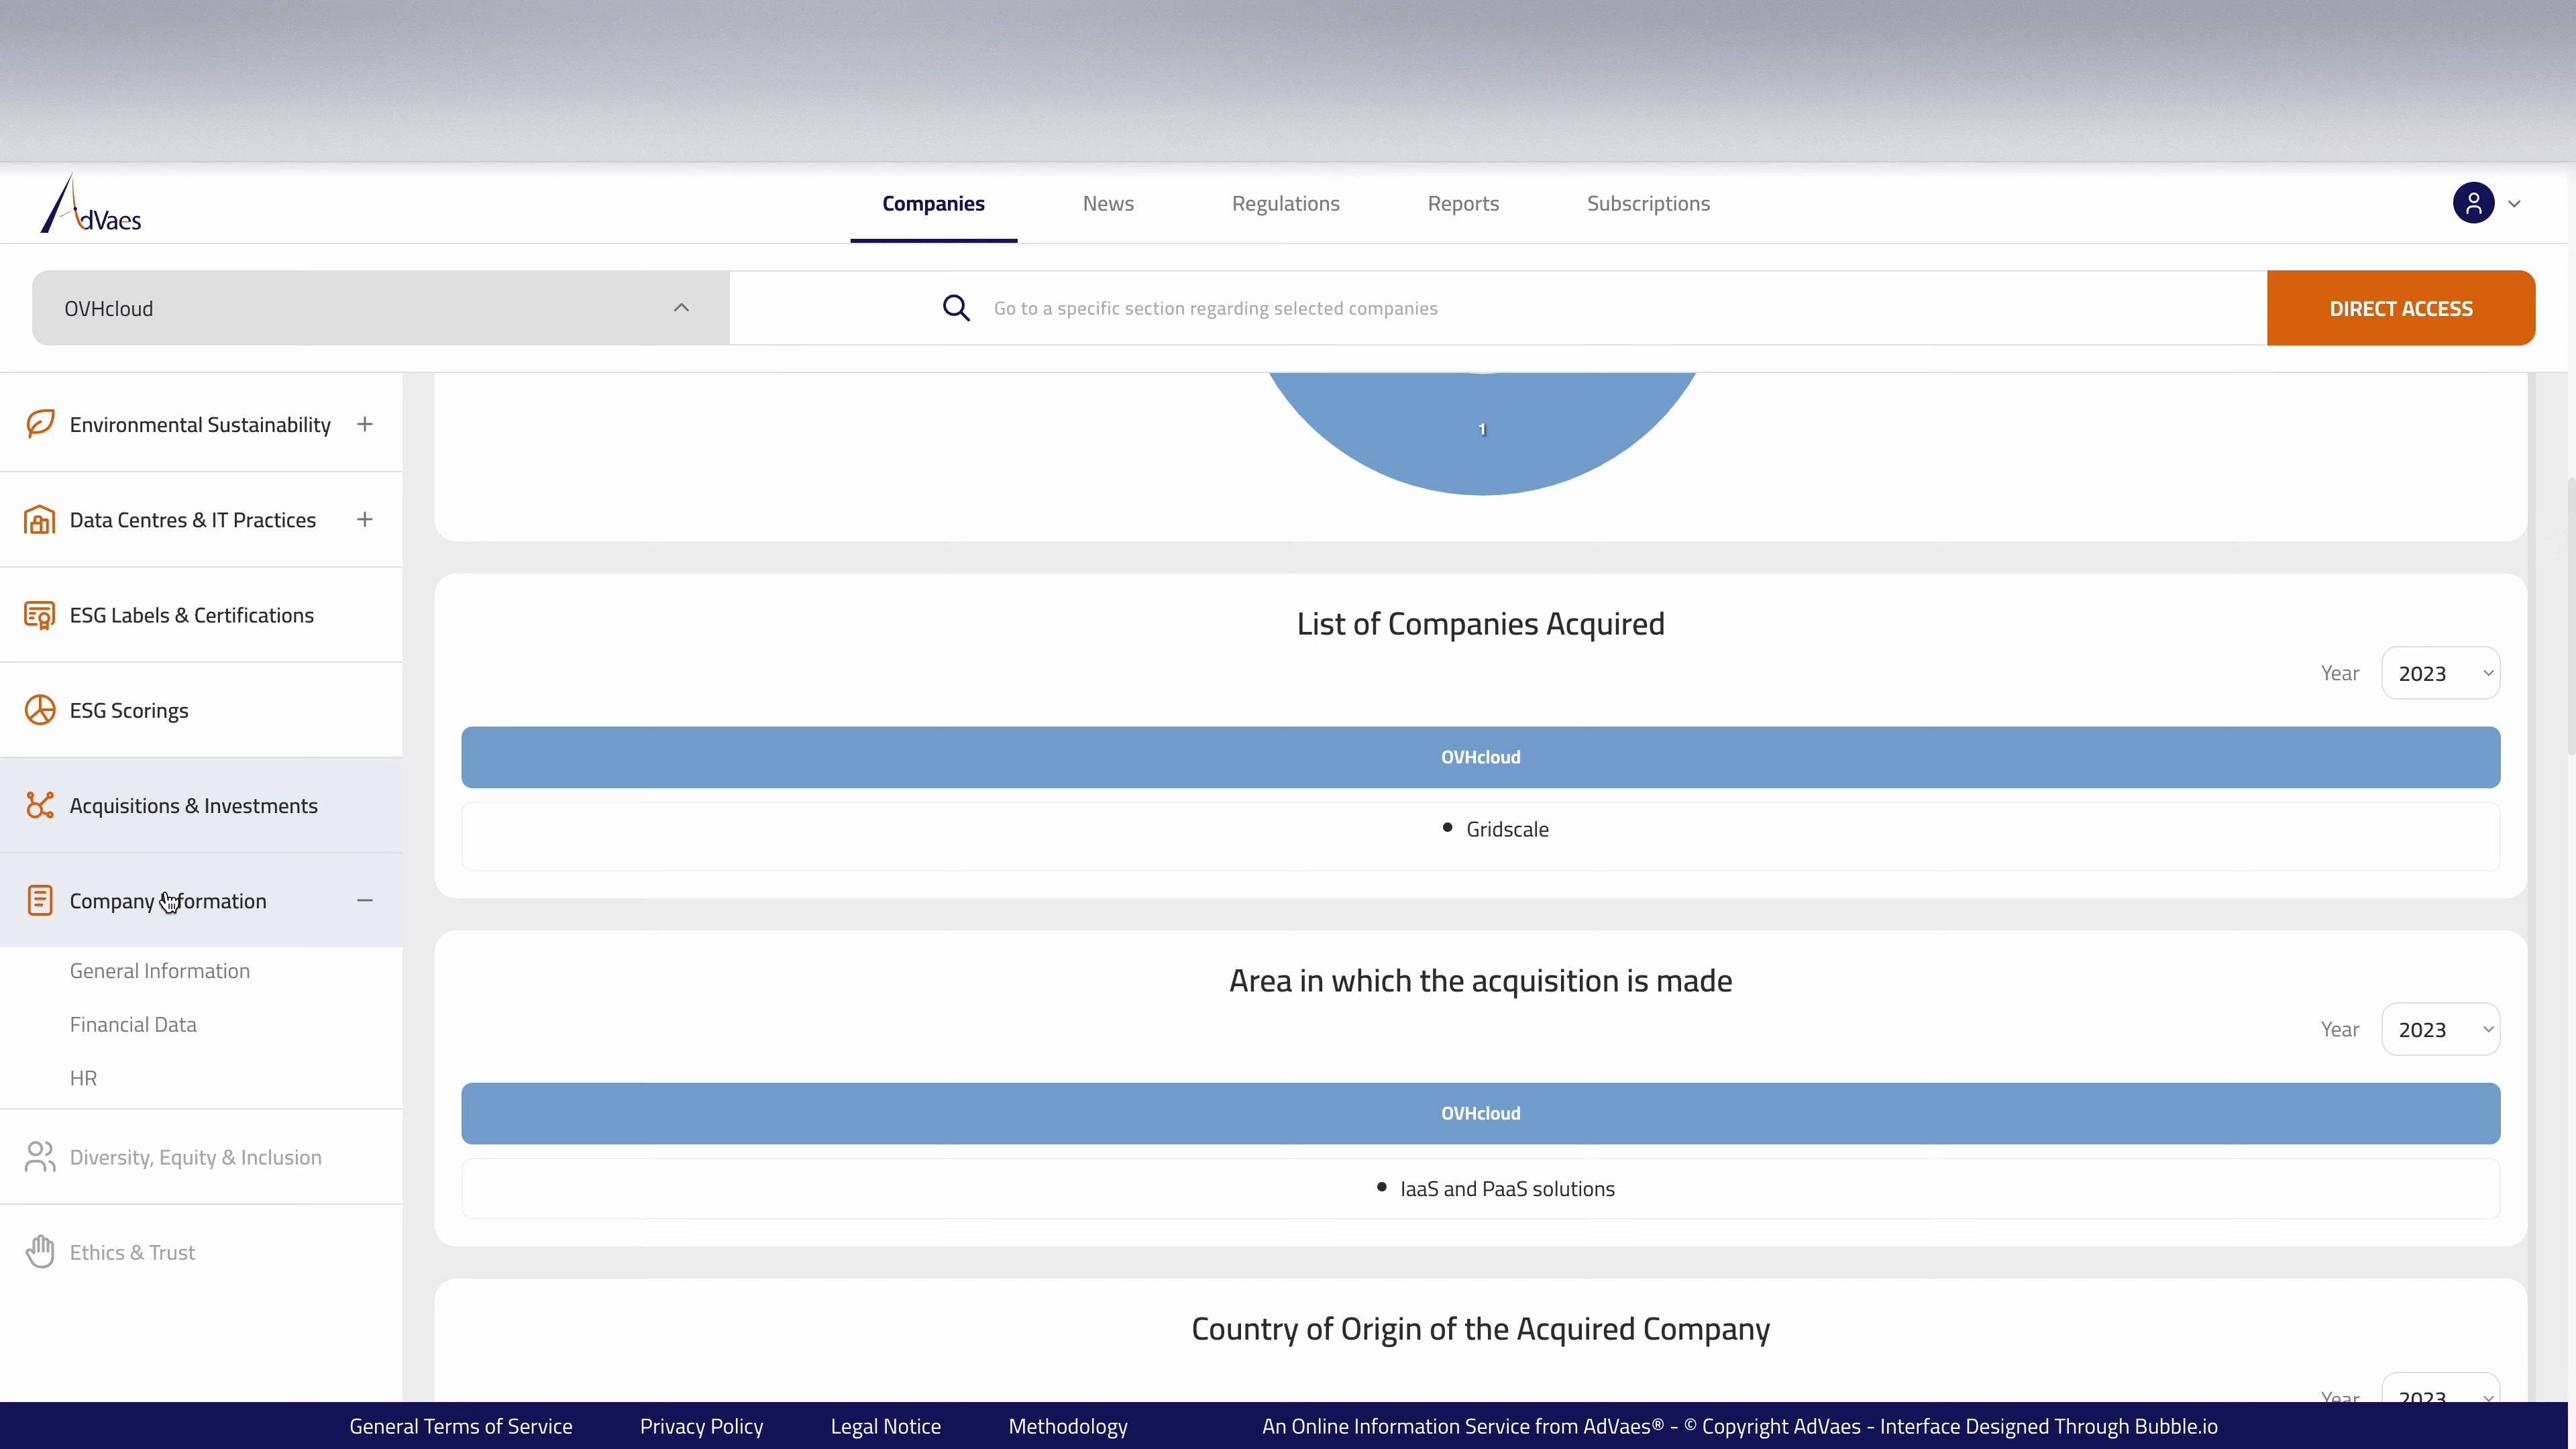 AdVaes
Companies
News
Regulations
Reports
Subscriptions
OVHcloud
Go to a specific section regarding selected companies
DIRECT ACCESS
Environmental Sustainability
Data Centres & IT Practices
ESG Labels & Certifications
ESG Scorings
Acquisitions & Investments
Company Information
General Information
Financial Data
HR
Diversity, Equity & Inclusion
Ethics & Trust
1
List of Companies Acquired
Year 2023
OVHcloud
• Gridscale
Area in which the acquisition is made
Year 2023
OVHcloud
• IaaS and PaaS solutions
Country of Origin of the Acquired Company
Year 2023
General Terms of Service
Privacy Policy
Legal Notice
Methodology
An Online Information Service from AdVaes® - © Copyright AdVaes - Interface Designed Through Bubble.io